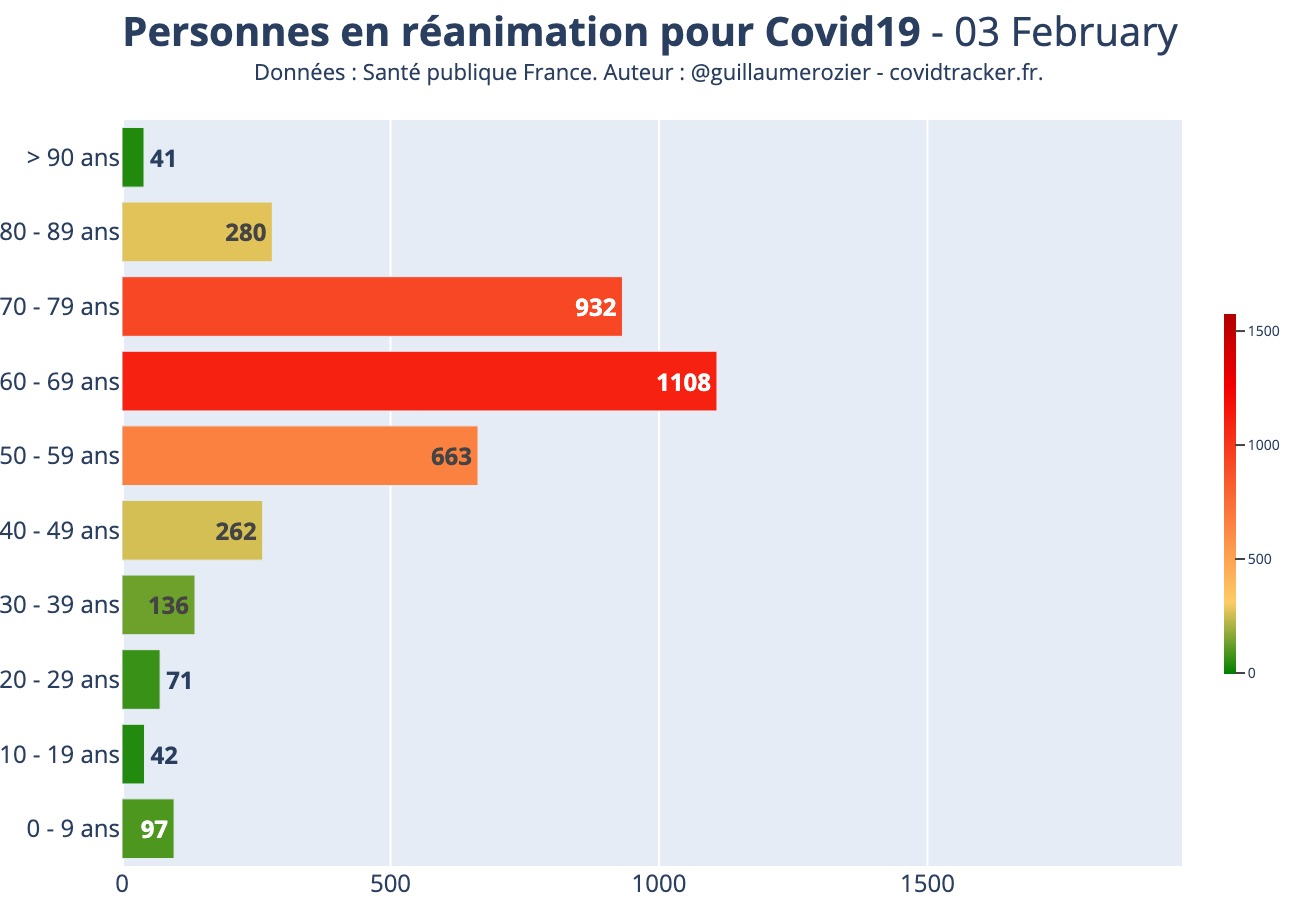 Personnes en réanimation pour Covid19 - 03 February
Données : Santé publique France. Auteur : @guillaumerozier - covidtracker.fr.
> 90 ans 41
80 - 89 ans 280
70 - 79 ans 932
60 - 69 ans 1108
50 - 59 ans 663
40 - 49 ans 262
30 - 39 ans 136
20 - 29 ans 71
10 - 19 ans 42
0 - 9 ans 97
0 500 1000 1500
1500
1000
500
0